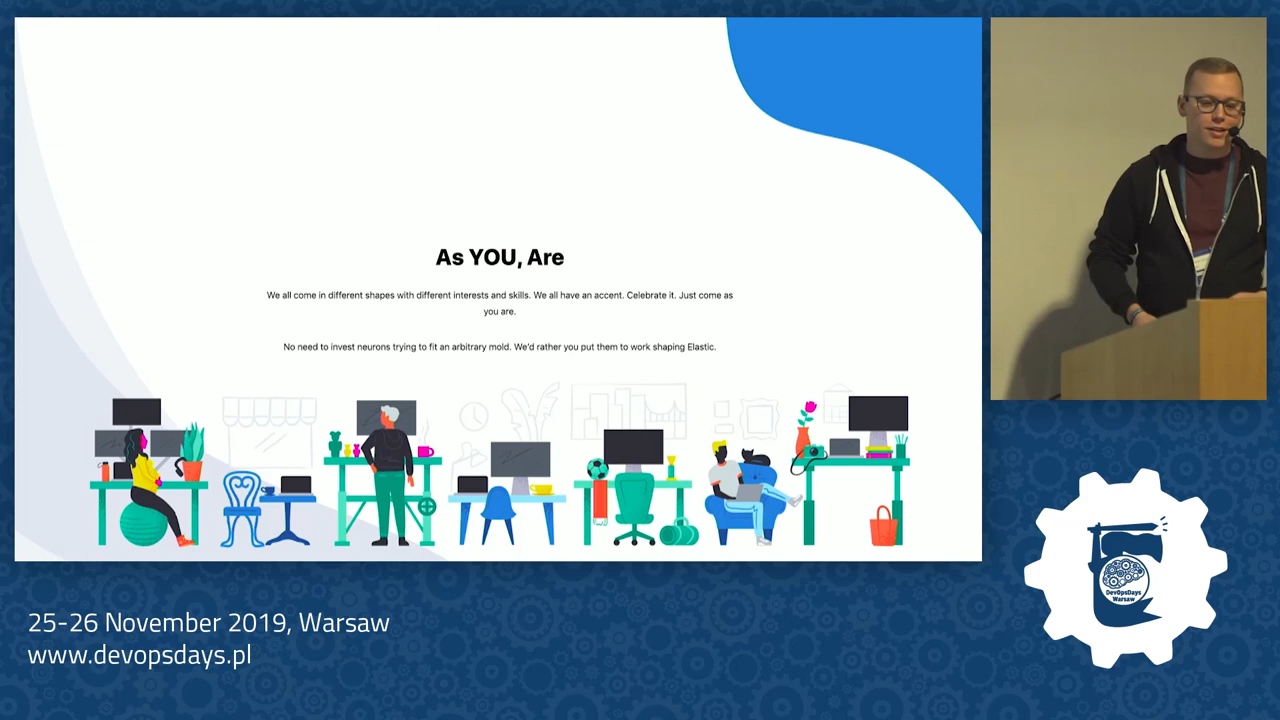 As YOU, Are
We all come in different shapes with different interests and skills. We all have an accent. Celebrate it. Just come as
you are.
No need to invest neurons trying to fit an arbitrary mold. We'd rather you put them to work shaping Elastic.
25-26 November 2019, Warsaw
www.devopsdays.pl
DevOpsDays
Warsaw